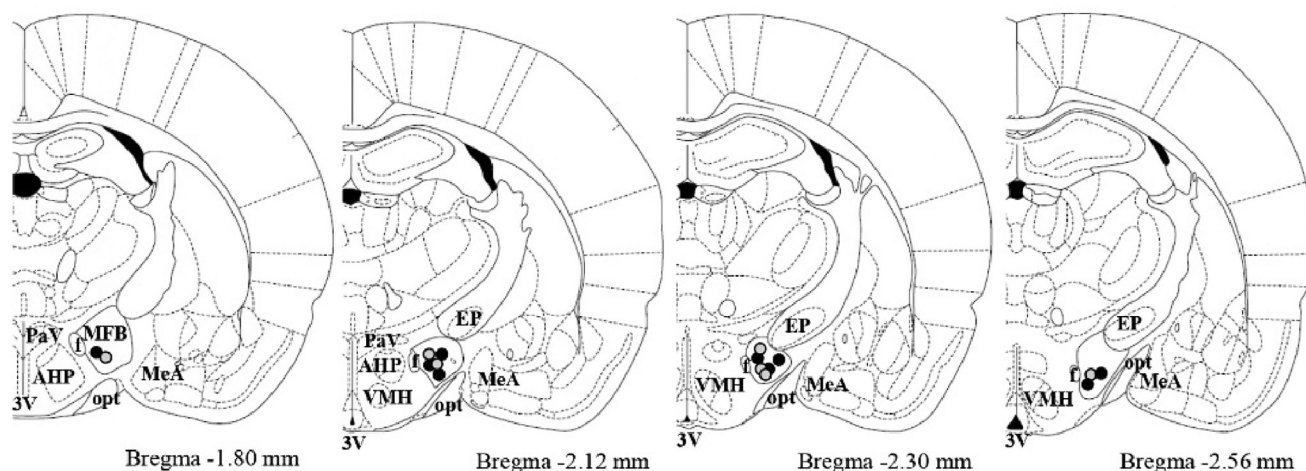 PaV MFB
f
AHP
MeA
3V
opt
Bregma -1.80 mm
EP
PaV
AHP f
MeA
VMH
opt
3V
Bregma -2.12 mm
EP
f
VMH
MeA
opt
3V
Bregma -2.30 mm
EP
opt
f
MeA
VMH
3V
Bregma -2.56 mm